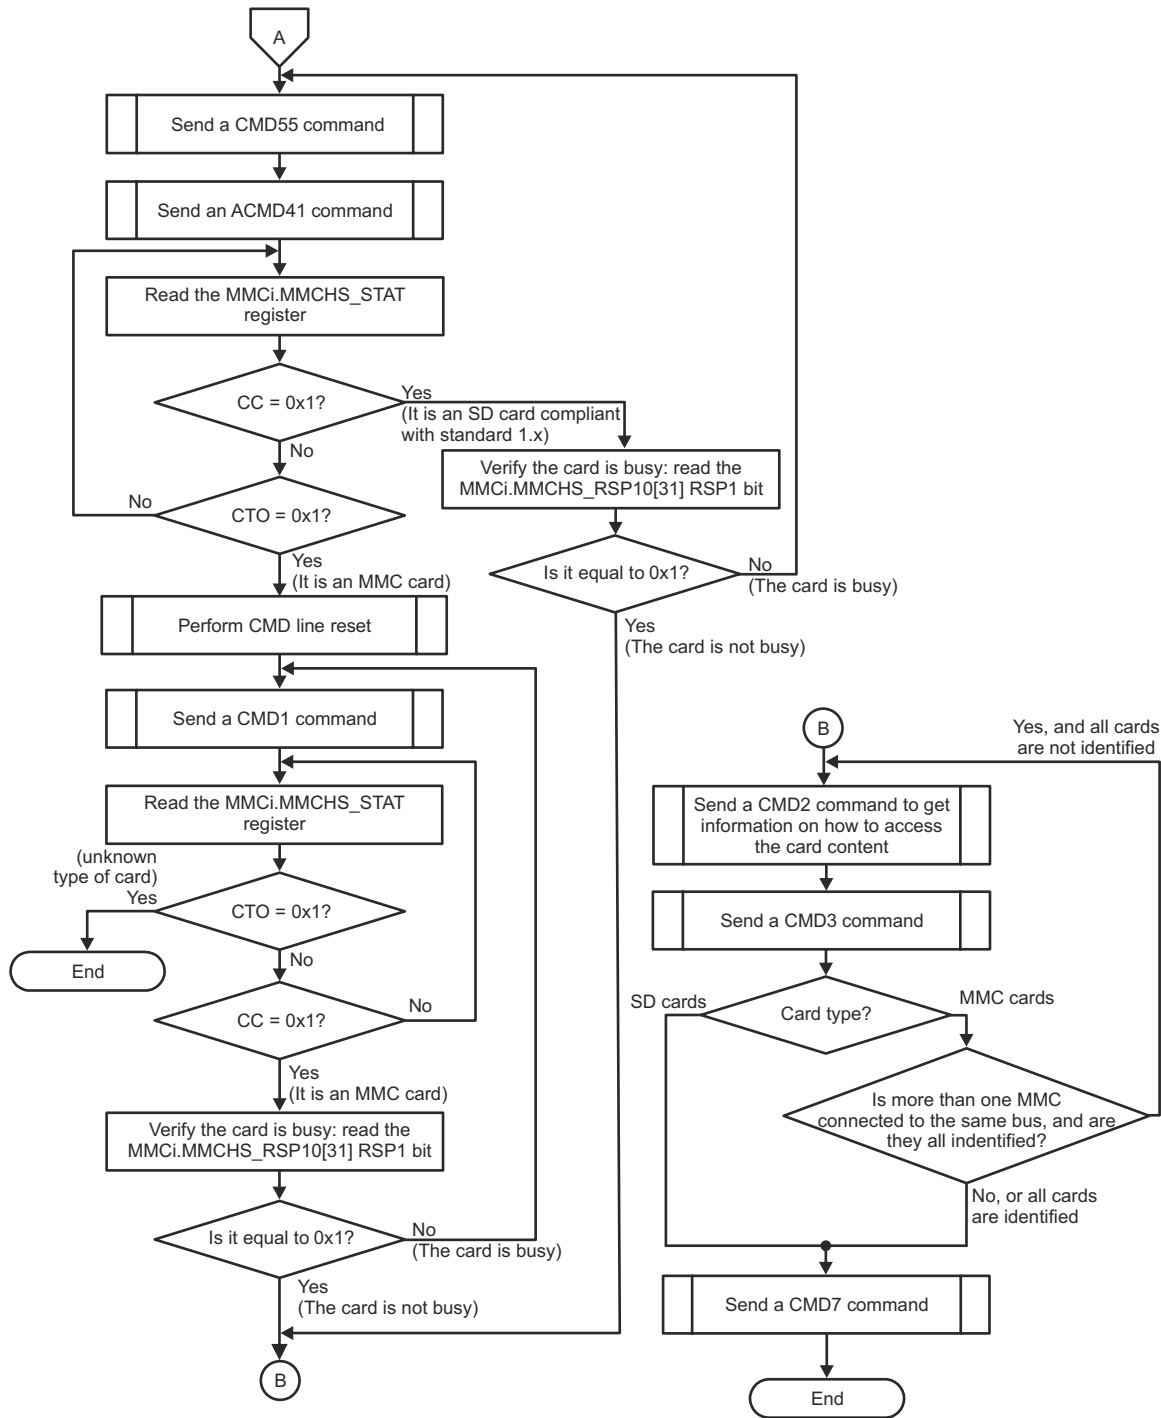 A
Send a CMD55 command
Send an ACMD41 command
Read the MMCi.MMCHS_STAT
register
CC = 0x1?
Yes
(It is an SD card compliant
with standard 1.x)
No
Verify the card is busy: read the
MMCi.MMCHS_RSP10[31] RSP1 bit
No
CTO = 0x1?
Yes
(It is an MMC card)
Is it equal to 0x1?
No
(The card is busy)
Yes
(The card is not busy)
Perform CMD line reset
Send a CMD1 command
Read the MMCi.MMCHS_STAT
register
(unknown
type of card)
Yes
CTO = 0x1?
End
No
CC = 0x1?
No
Yes
(It is an MMC card)
Verify the card is busy: read the
MMCi.MMCHS_RSP10[31] RSP1 bit
Is it equal to 0x1?
No
(The card is busy)
Yes
(The card is not busy)
B
B
Yes, and all cards
are not identified
Send a CMD2 command to get
information on how to access
the card content
Send a CMD3 command
SD cards
Card type?
MMC cards
Is more than one MMC
connected to the same bus, and are
they all indentified?
No, or all cards
are identified
Send a CMD7 command
End